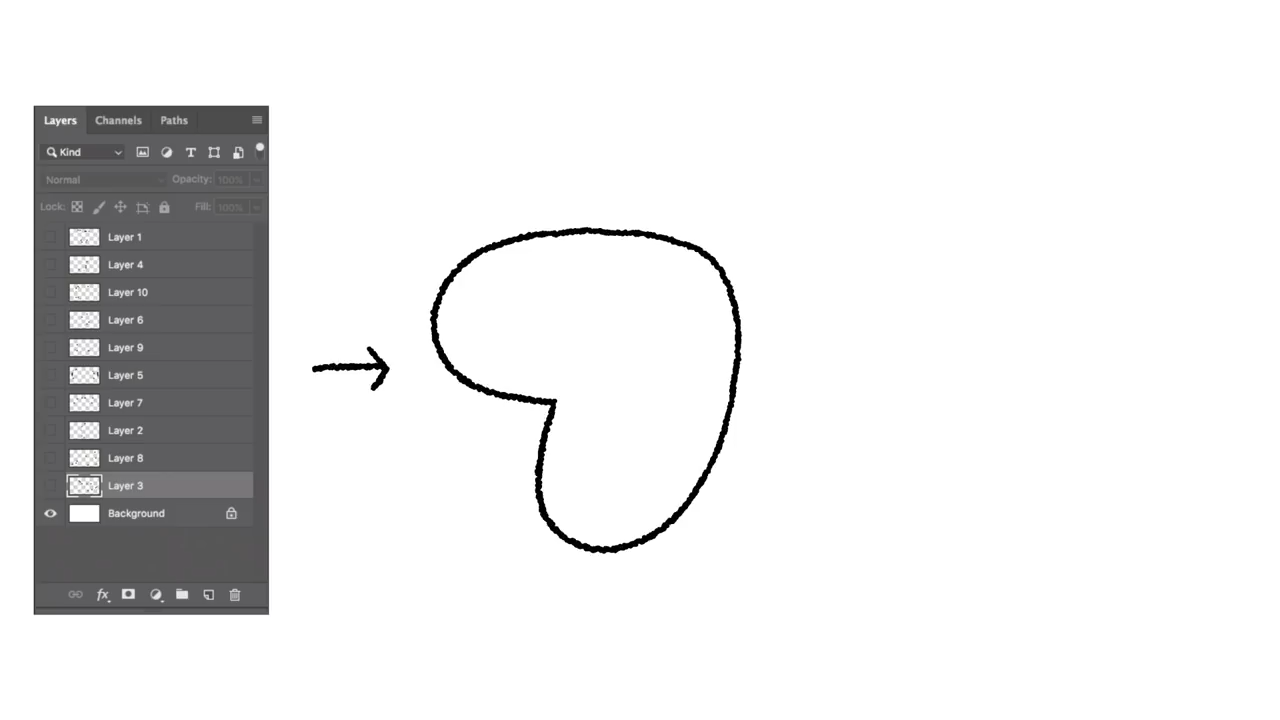 Layers Channels Paths
Kind
Normal Opacity: 100%
Lock: Fill: 100%
Layer 1
Layer 4
Layer 10
Layer 6
Layer 9
Layer 5
Layer 7
Layer 2
Layer 8
Layer 3
Background
fx